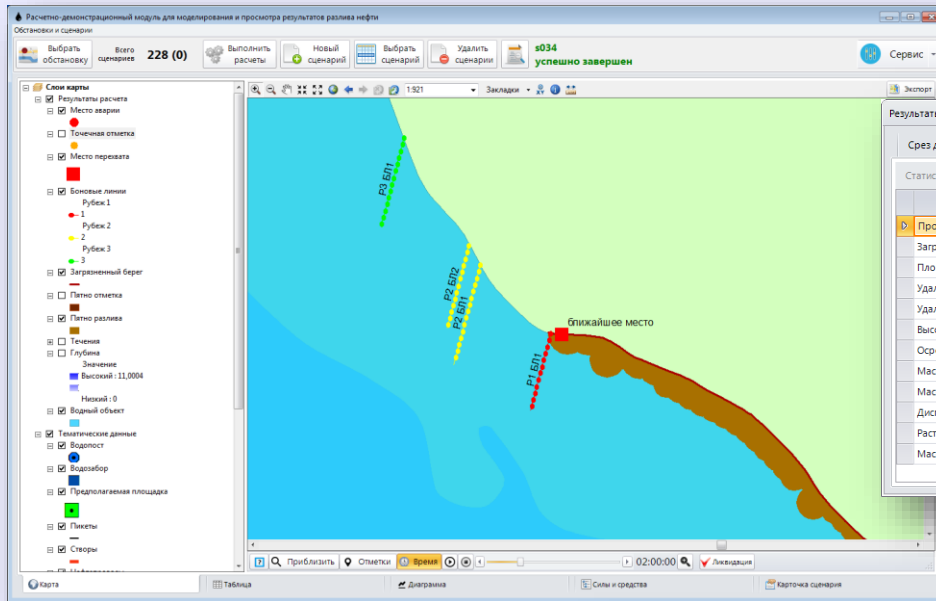 Расчетно-демонстрационный модуль для моделирования и просмотра результатов разлива нефти
Обстановки и сценарии
Выбрать обстановку
Всего сценариев
228 (0)
Выполнить расчеты
Новый сценарий
Выбрать сценарий
Удалить сценарии
s034
успешно завершен
Сервис
Слои карты
Результаты расчета
Место аварии
Точечная отметка
Место перехвата
Боновые линии
Рубеж 1
1
Рубеж 2
2
Рубеж 3
3
Загрязненный берег
Пятно отметка
Пятно разлива
Течения
Глубина
Значение
Высокий : 11,0004
Низкий : 0
Водный объект
Тематические данные
Водопост
Водозабор
Предполагаемая площадка
Пикеты
Створы
1:921
Закладки
Экспорт
Р3 БЛ1
Р2 БЛ2
Р2 БЛ1
Р1 БЛ1
ближайшее место
Результаты
Срез д
Статис
Про
Загр
Пло
Удал
Удал
Высо
Осре
Мас
Мас
Дисп
Раст
Мас
Приблизить
Отметки
Время
02:00:00
Ликвидация
Карта
Таблица
Диаграмма
Силы и средства
Карточка сценария